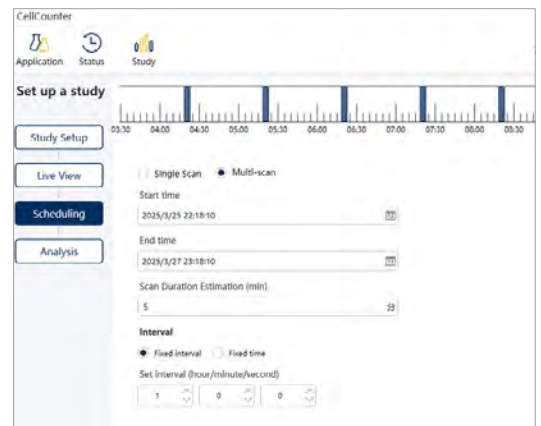 CellCounter
Application Status Study
Set up a study
03:30 04:00 04:30 05:00 05:30 06:00 06:30 07:00 07:30 08:00 08:30
Study Setup
Live View
Scheduling
Analysis
Single Scan Multi-scan
Start time
2025/3/25 22:18:10
End time
2025/3/27 23:18:10
Scan Duration Estimation (min)
5
Interval
Fixed interval Fixed time
Set Interval (hour/minute/second)
1 0 0